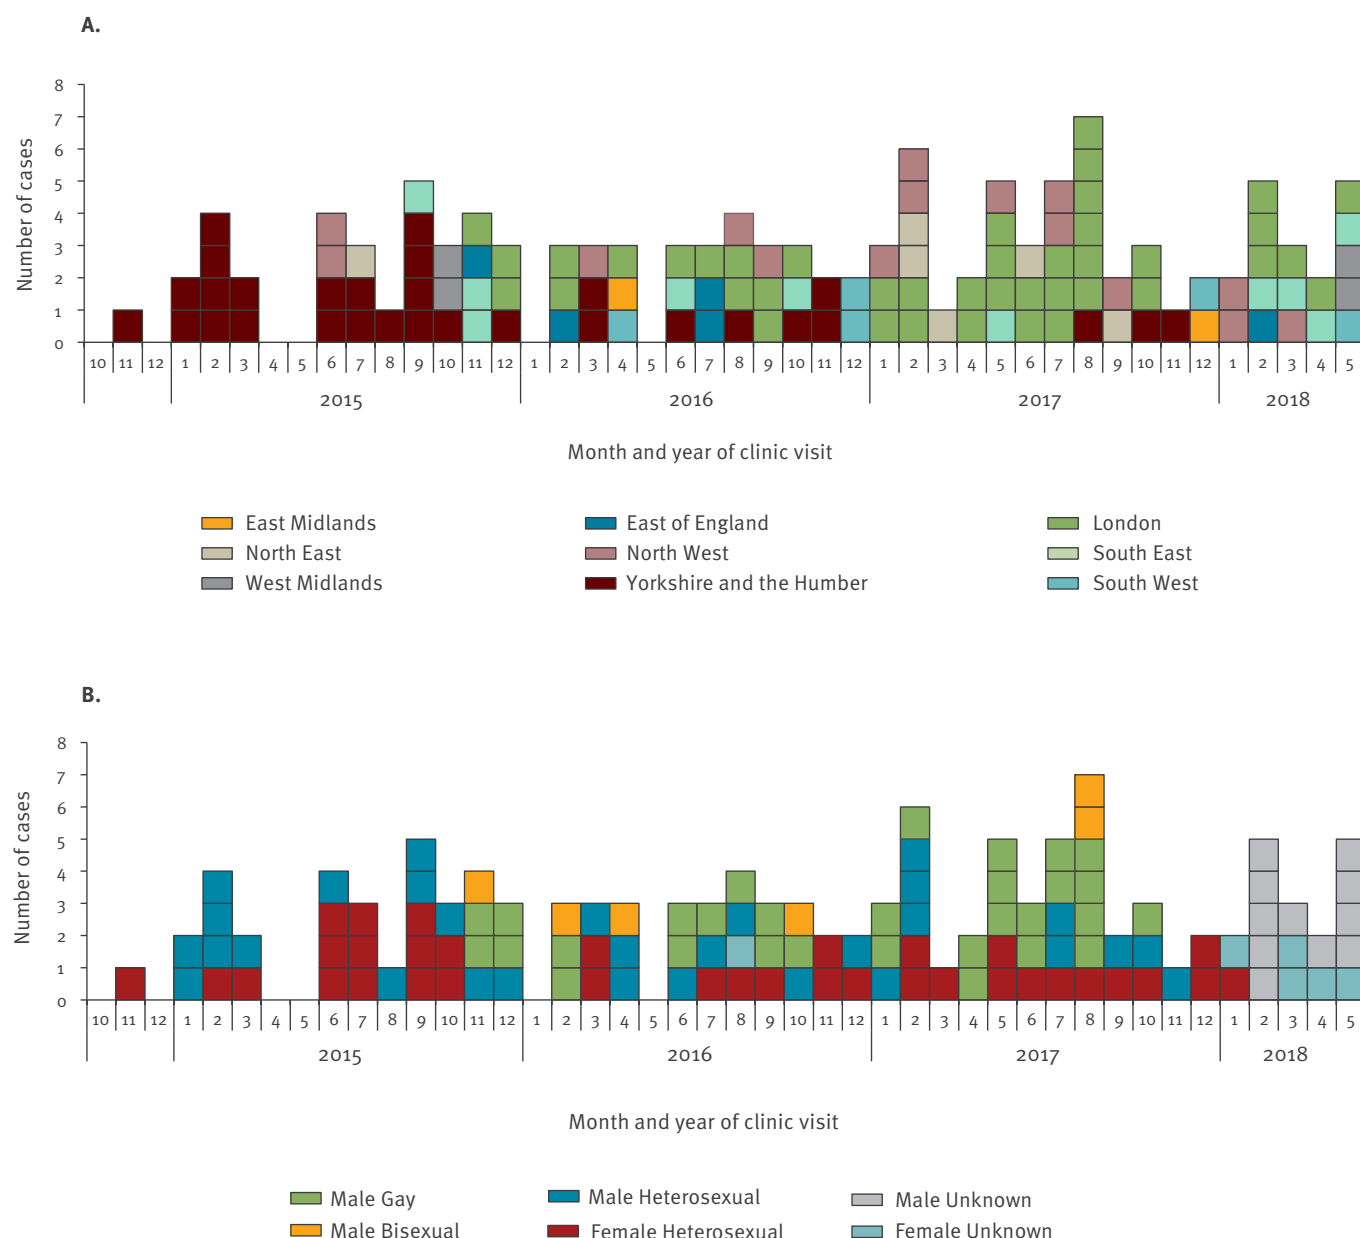 A.
8
7
6
5
4
3
2
1
0
Number of cases
10 11 12 1 2 3 4 5 6 7 8 9 10 11 12 1 2 3 4 5 6 7 8 9 10 11 12 1 2 3 4 5 6 7 8 9 10 11 12 1 2 3 4 5
2015 2016 2017 2018
Month and year of clinic visit
East Midlands East of England London
North East North West South East
West Midlands Yorkshire and the Humber South West
B.
8
7
6
5
4
3
2
1
0
Number of cases
10 11 12 1 2 3 4 5 6 7 8 9 10 11 12 1 2 3 4 5 6 7 8 9 10 11 12 1 2 3 4 5 6 7 8 9 10 11 12 1 2 3 4 5
2015 2016 2017 2018
Month and year of clinic visit
Male Gay Male Heterosexual Male Unknown
Male Bisexual Female Heterosexual Female Unknown